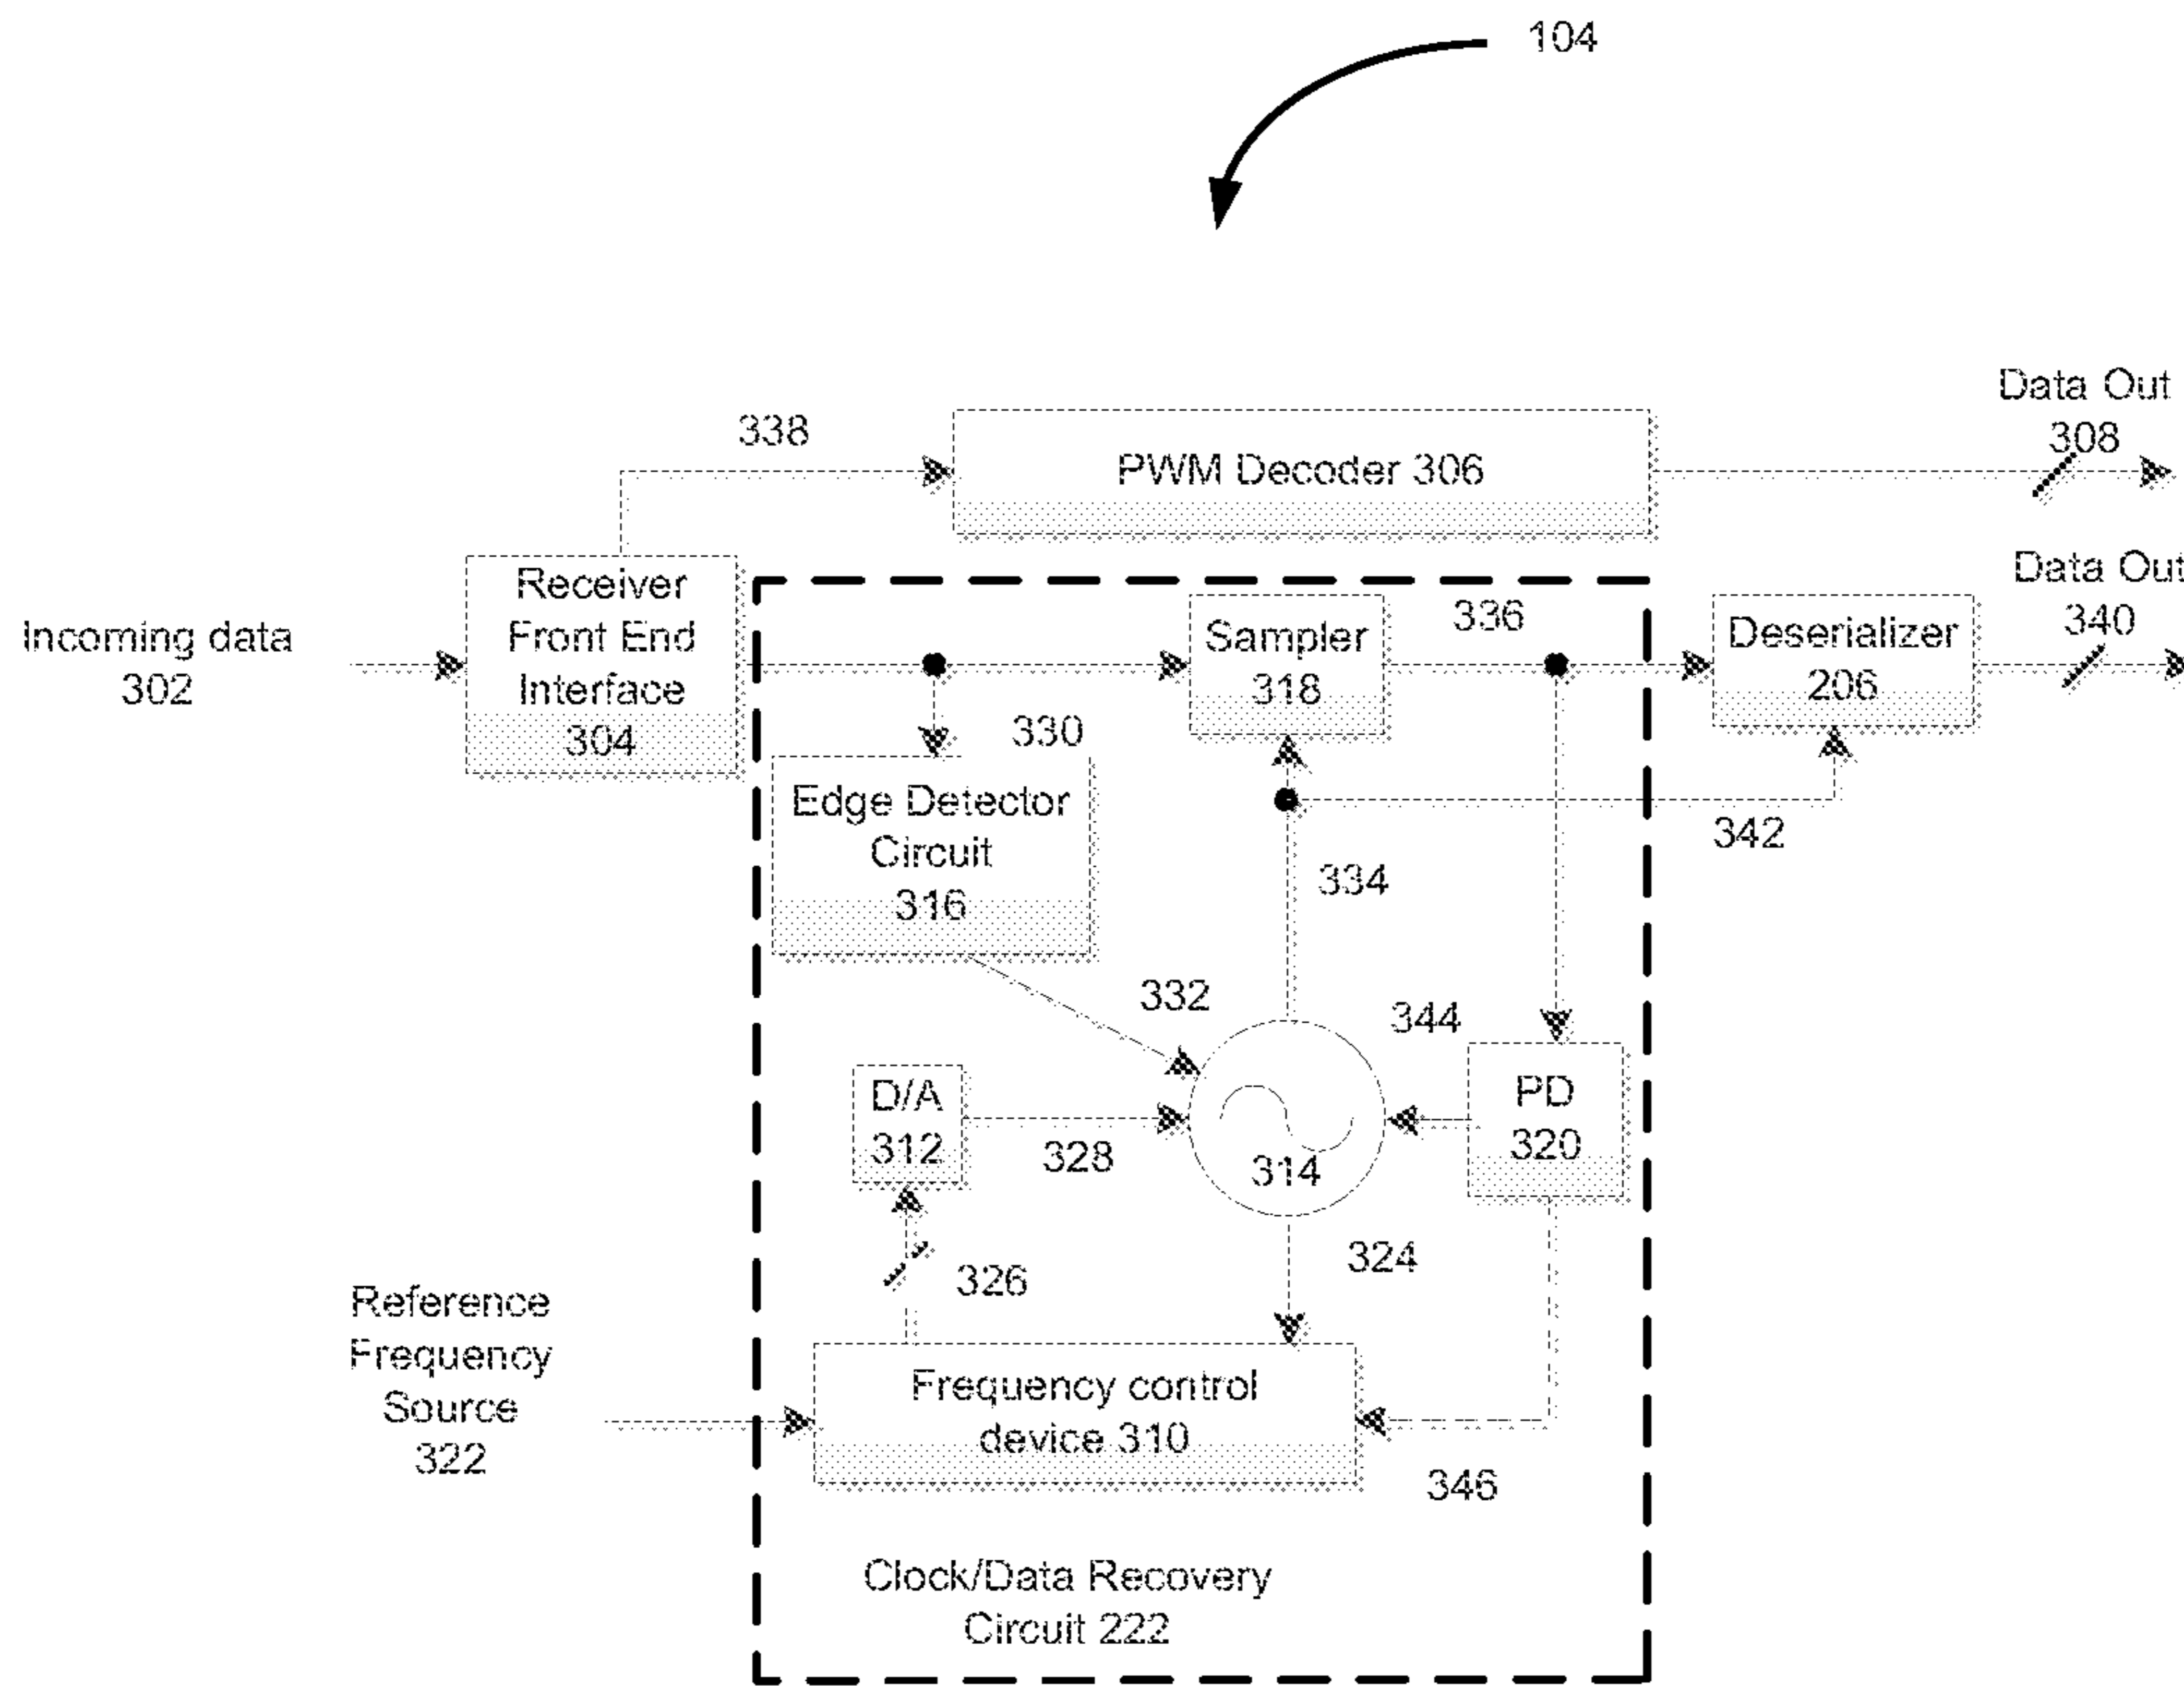 104
Data Out
308
338
PWM Decoder 306
Data Out
340
Receiver
Front End
Interface
304
Incoming data
302
Sampler
318
336
Deserializer
206
330
Edge Detector
Circuit
316
342
334
332
344
D/A
312
328
314
PD
320
324
326
Reference
Frequency
Source
322
Frequency control
device 310
346
Clock/Data Recovery
Circuit 222